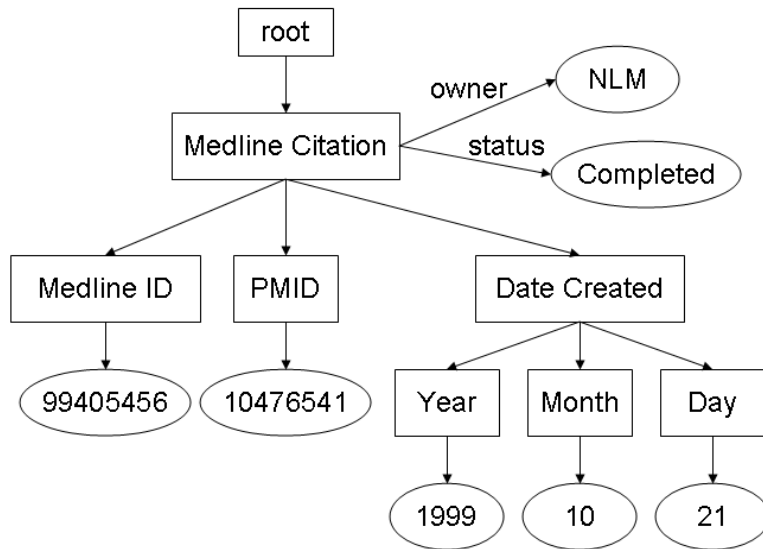 root
NLM
owner
Medline Citation
status
Completed
Medline ID
PMID
Date Created
99405456
10476541
Year
Month
Day
1999
10
21